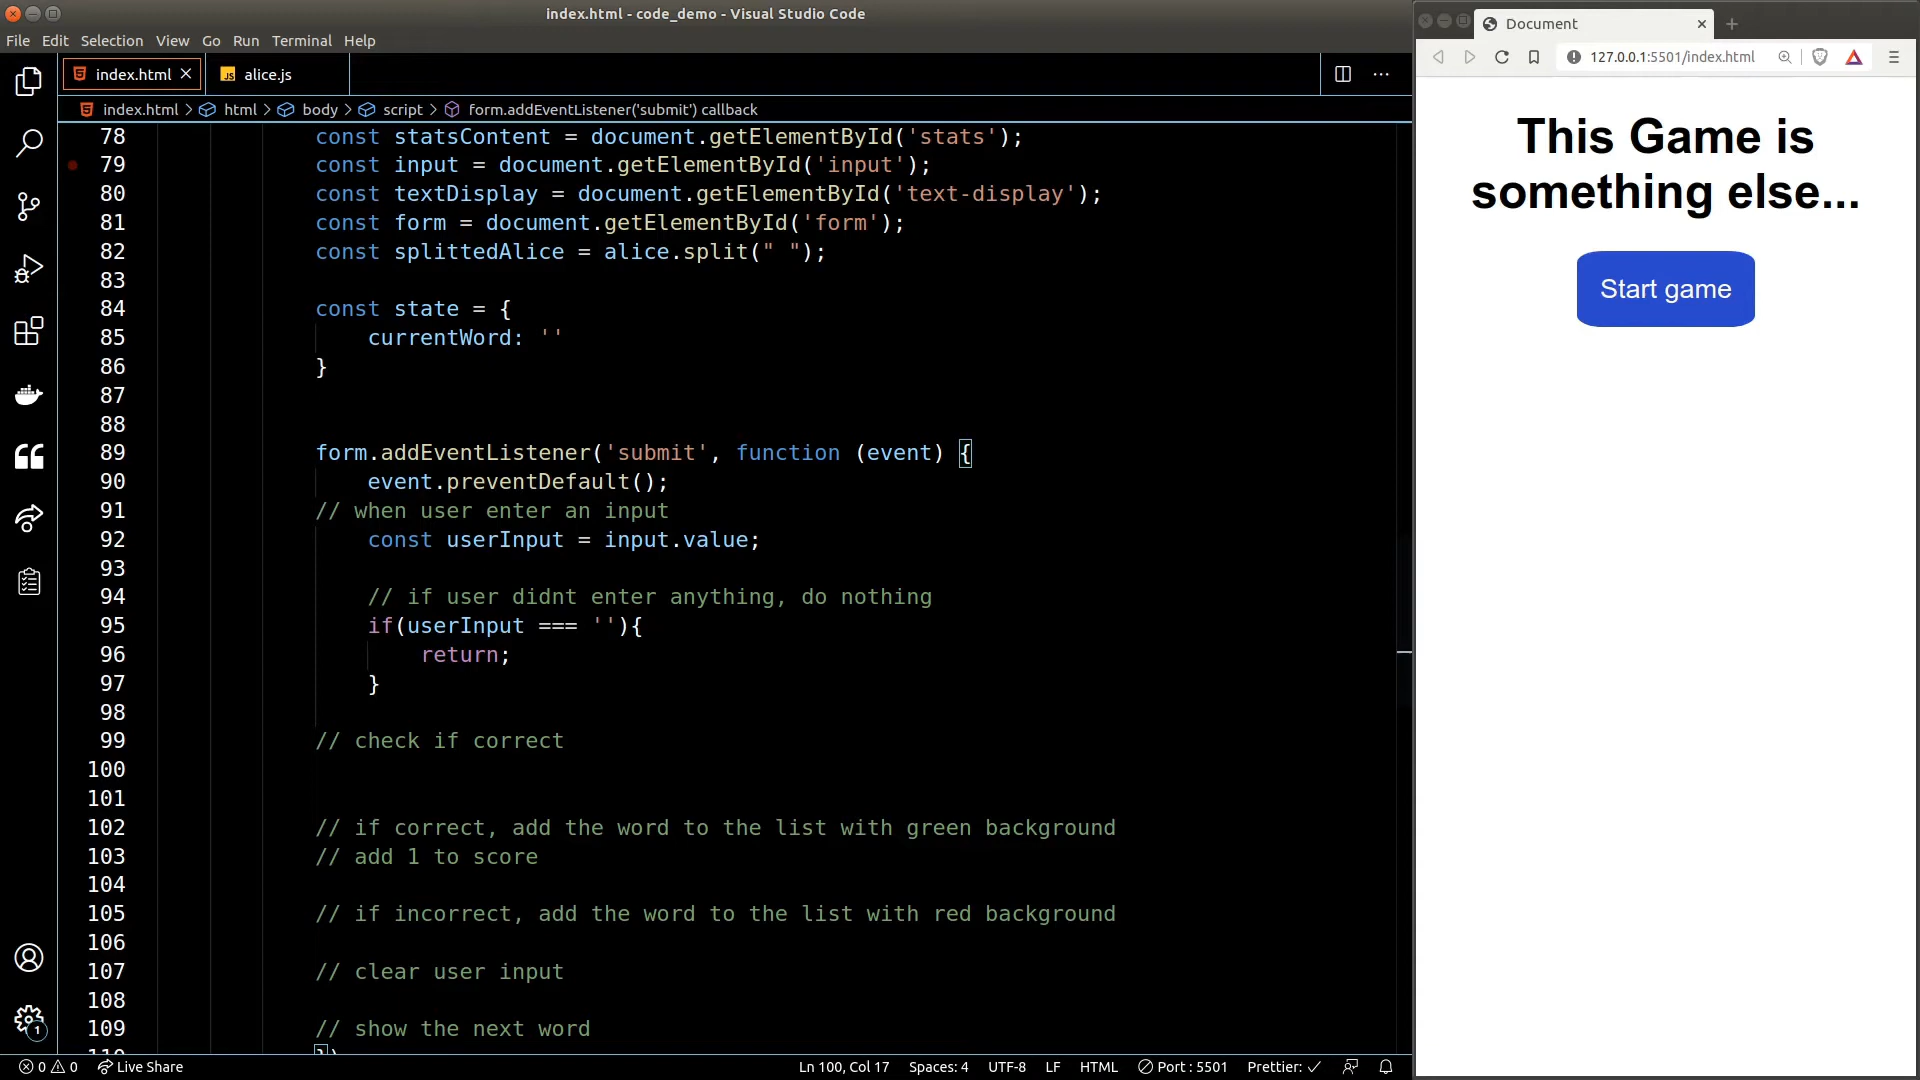 index.html - code_demo - Visual Studio Code
File Edit Selection View Go Run Terminal Help
index.html
JS alice.js
index.html > html > body > script > form.addEventListener('submit') callback
78 const statsContent = document.getElementById('stats');
79 const input = document.getElementById('input');
80 const textDisplay = document.getElementById('text-display');
81 const form = document.getElementById('form');
82 const splittedAlice = alice.split(" ");
83
84 const state = {
85 currentWord: ''
86 }
87
88
89 form.addEventListener('submit', function (event) {
90 event.preventDefault();
91 // when user enter an input
92 const userInput = input.value;
93
94 // if user didnt enter anything, do nothing
95 if(userInput === ''){
96 return;
97 }
98
99 // check if correct
100
101
102 // if correct, add the word to the list with green background
103 // add 1 to score
104
105 // if incorrect, add the word to the list with red background
106
107 // clear user input
108
109 // show the next word
110 })
1
0 0 Live Share Ln 100, Col 17 Spaces: 4 UTF-8 LF HTML Port : 5501 Prettier: ✓
Document
127.0.0.1:5501/index.html
This Game is
something else...
Start game